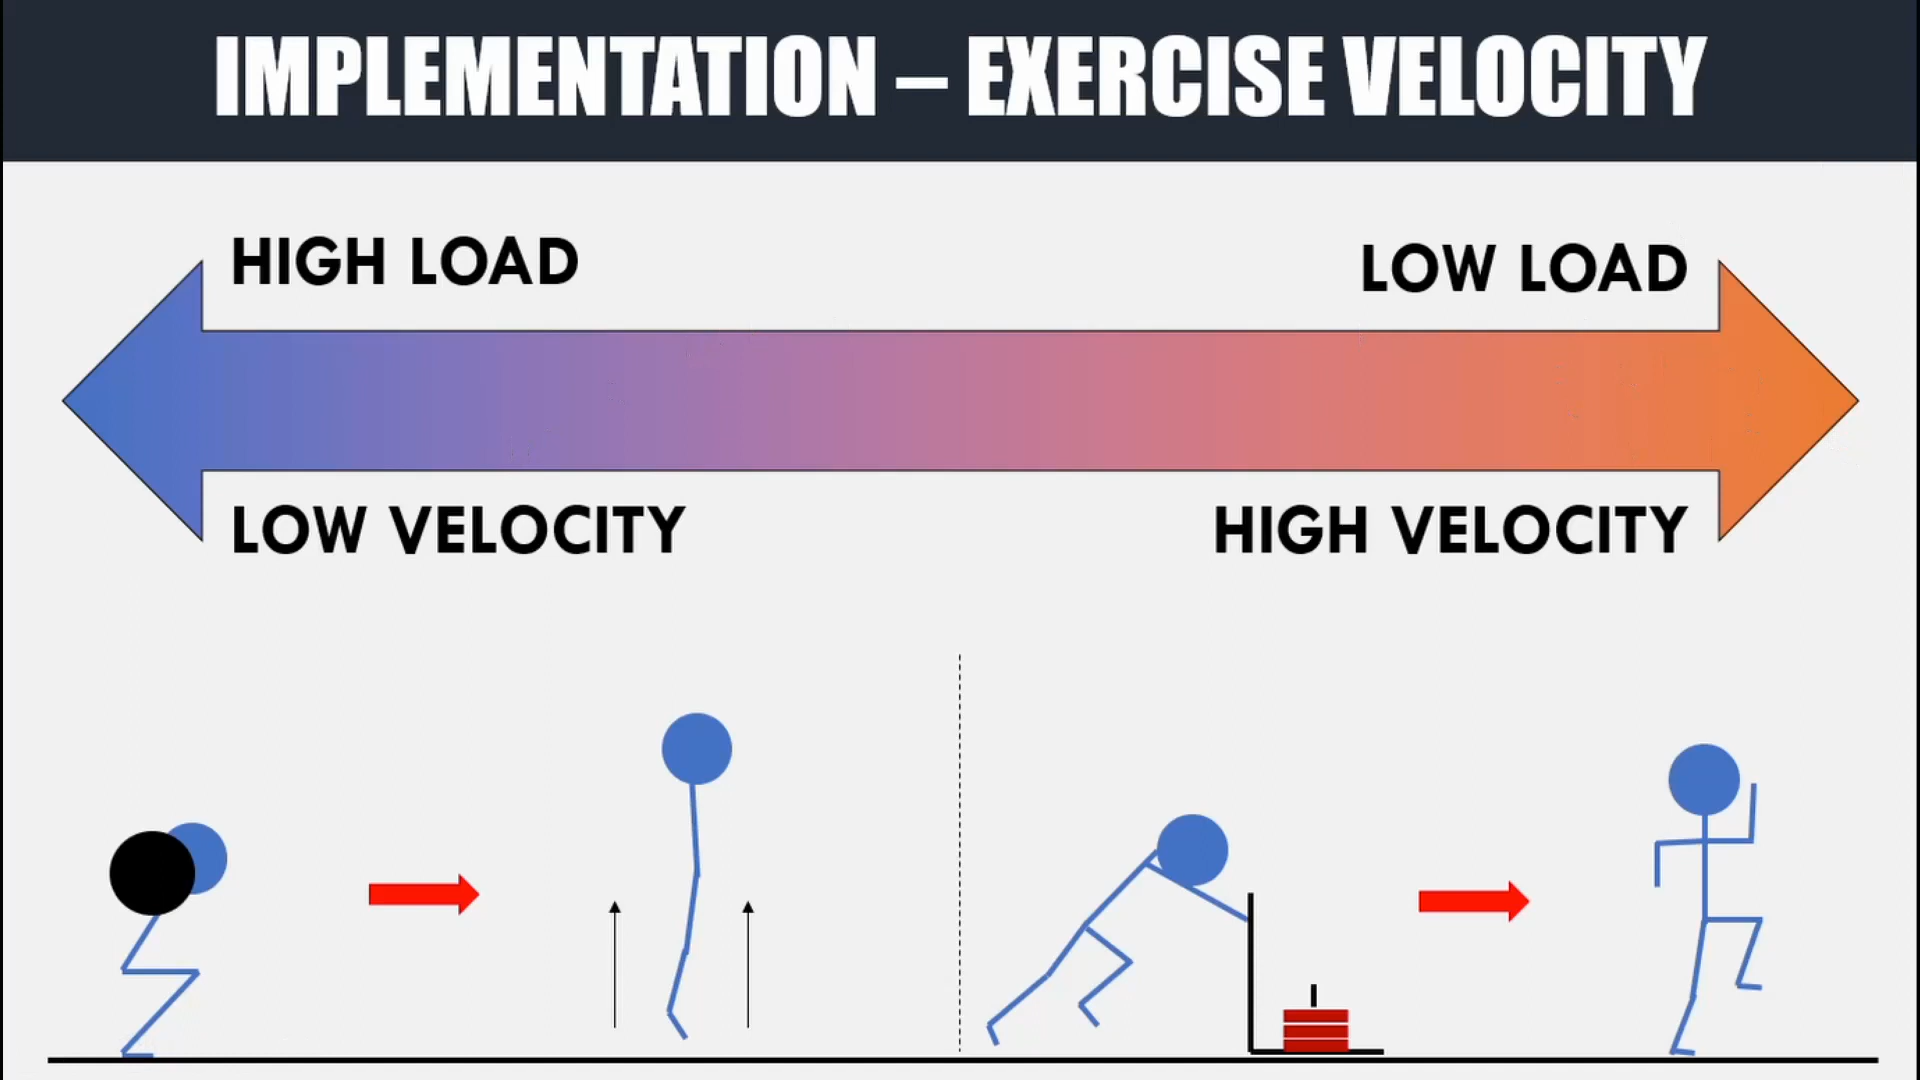 IMPLEMENTATION – EXERCISE VELOCITY
HIGH LOAD
LOW LOAD
LOW VELOCITY
HIGH VELOCITY